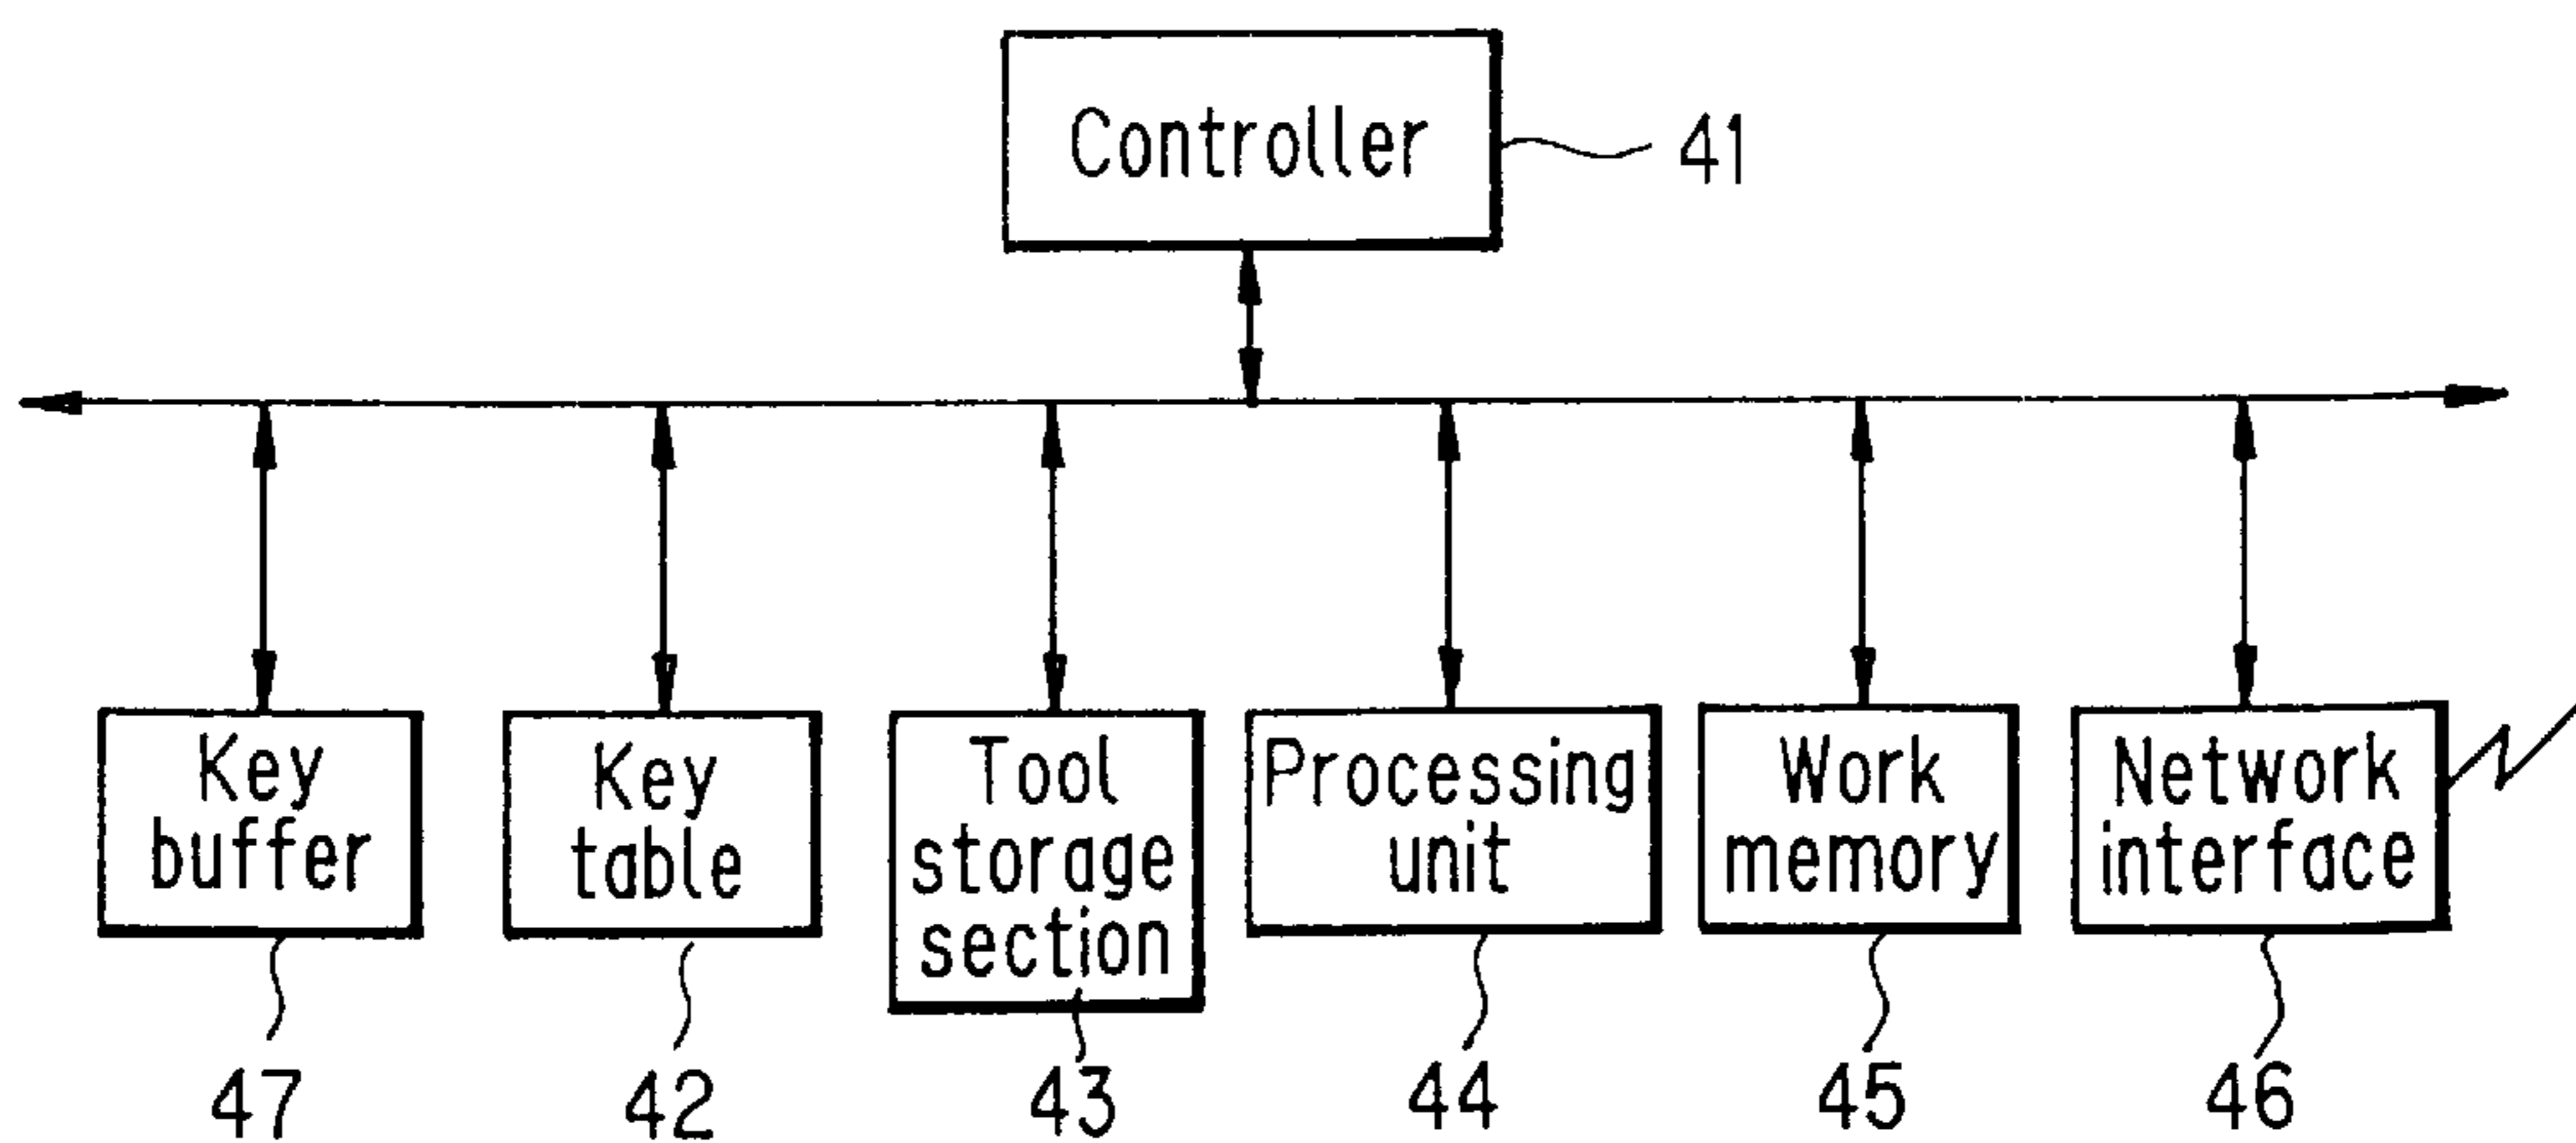 Controller
41
Key
buffer
Key
table
Tool
storage
section
Processing
unit
Work
memory
Network
interface
47
42
43
44
45
46